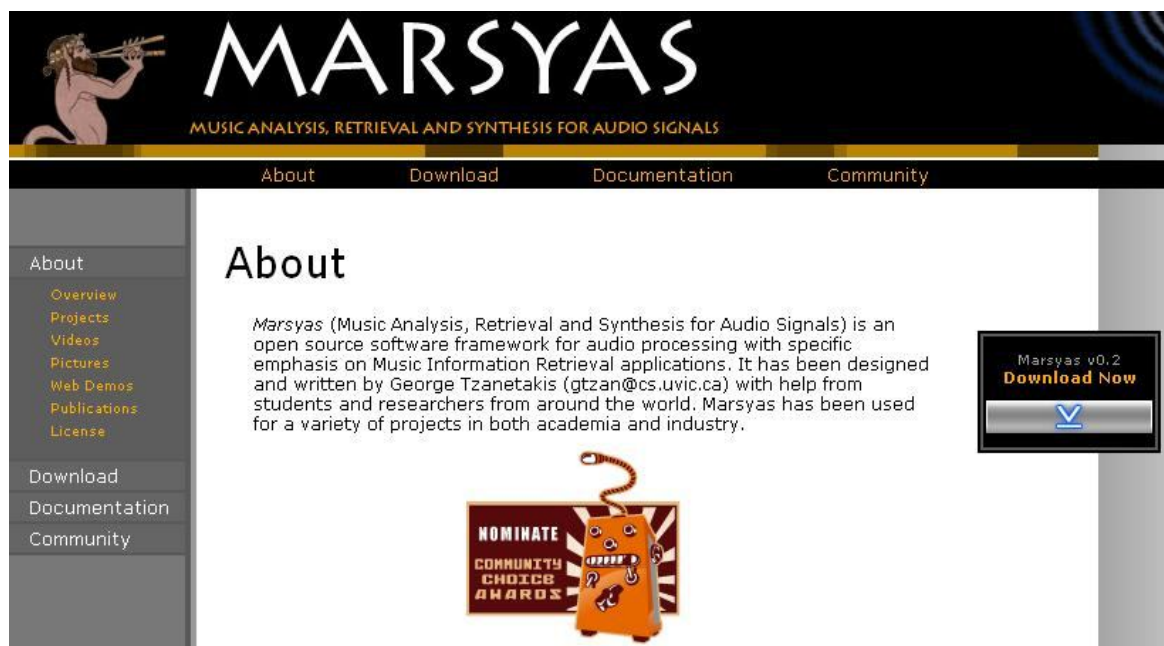 MARSYAS
MUSIC ANALYSIS, RETRIEVAL AND SYNTHESIS FOR AUDIO SIGNALS
About Download Documentation Community
About
Overview
Projects
Videos
Pictures
Web Demos
Publications
License
Download
Documentation
Community
About
Marsyas (Music Analysis, Retrieval and Synthesis for Audio Signals) is an
open source software framework for audio processing with specific
emphasis on Music Information Retrieval applications. It has been designed
and written by George Tzanetakis (gtzan@cs.uvic.ca) with help from
students and researchers from around the world. Marsyas has been used
for a variety of projects in both academia and industry.
NOMINATE
COMMUNITY
CHOICE
AWARDS
Marsyas v0.2
Download Now